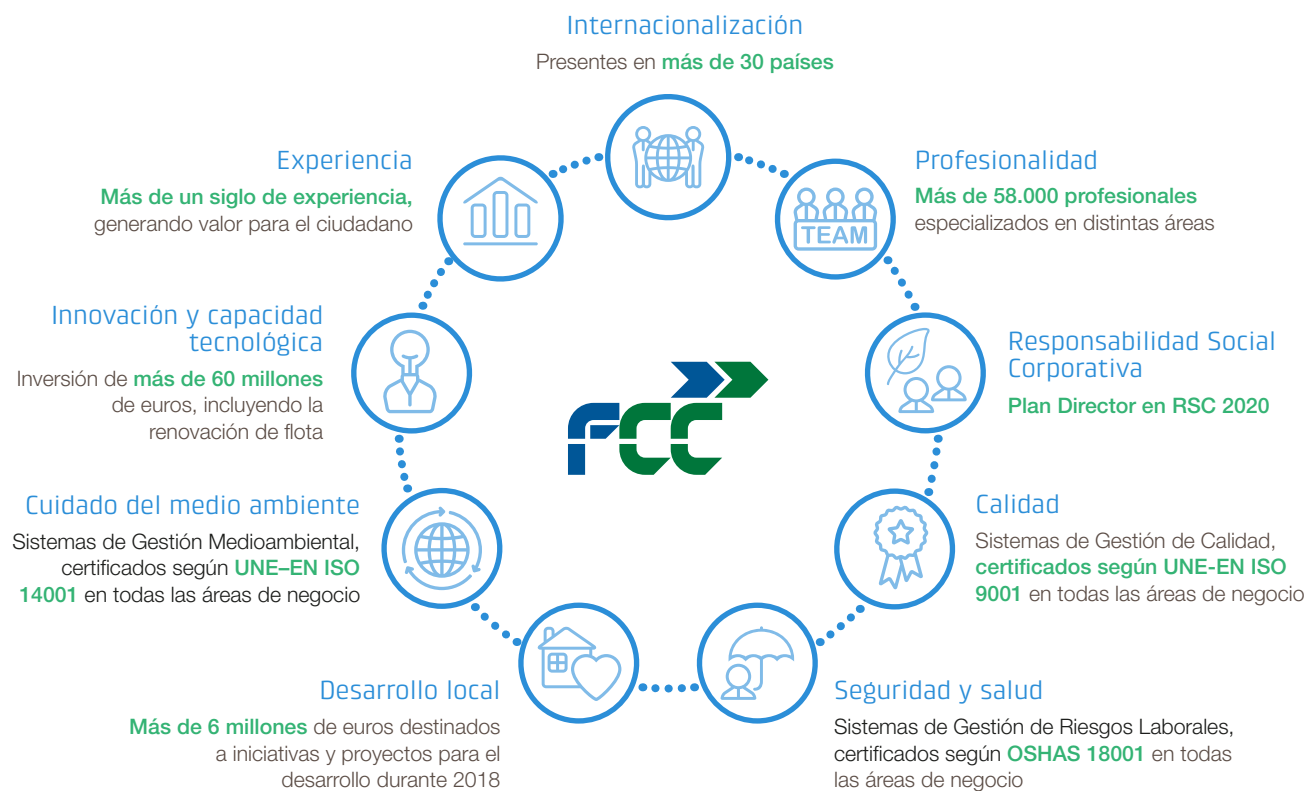 Internacionalización
Presentes en más de 30 países
Experiencia
Más de un siglo de experiencia,
generando valor para el ciudadano
Profesionalidad
Más de 58.000 profesionales
especializados en distintas áreas
TEAM
Innovación y capacidad
tecnológica
Inversión de más de 60 millones
de euros, incluyendo la
renovación de flota
Responsabilidad Social
Corporativa
Plan Director en RSC 2020
FCC
Cuidado del medio ambiente
Sistemas de Gestión Medioambiental,
certificados según UNE–EN ISO
14001 en todas las áreas de negocio
Calidad
Sistemas de Gestión de Calidad,
certificados según UNE-EN ISO
9001 en todas las áreas de negocio
Desarrollo local
Más de 6 millones de euros destinados
a iniciativas y proyectos para el
desarrollo durante 2018
Seguridad y salud
Sistemas de Gestión de Riesgos Laborales,
certificados según OSHAS 18001 en todas
las áreas de negocio